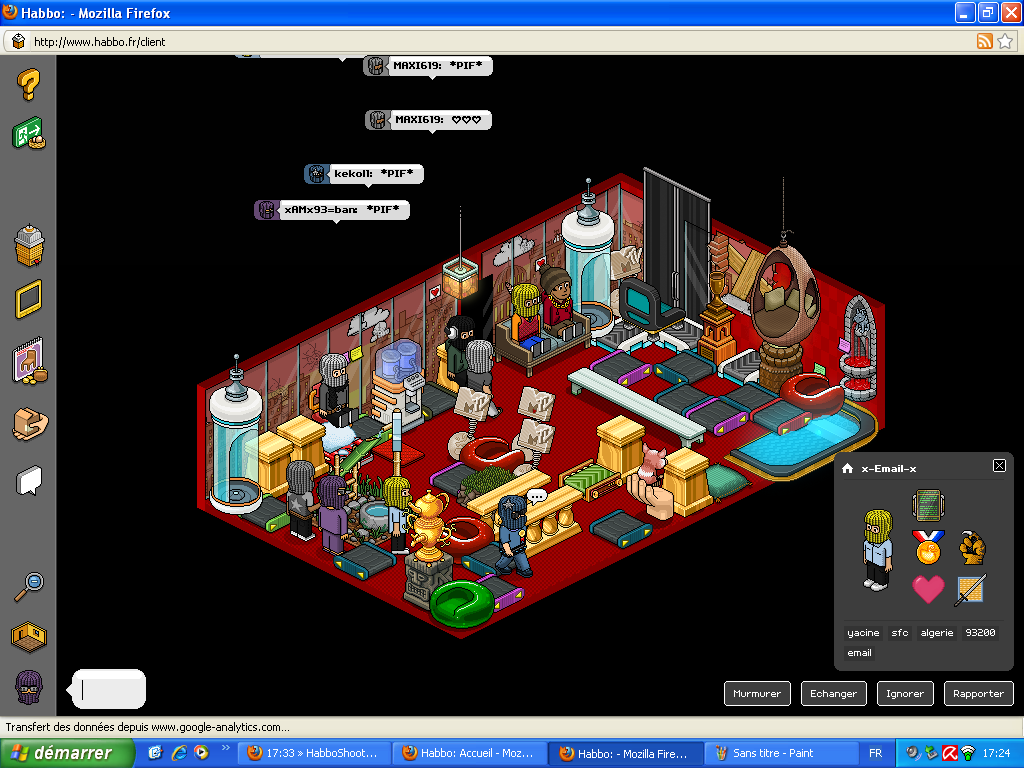 Habbo: - Mozilla Firefox
http://www.habbo.fr/client
MAXI619: *PIF*
MAXI619: ♡♡♡
kekol1: *PIF*
xAMx93=ban: *PIF*
x-Email-x
yacine sfc algerie 93200
email
Murmurer Echanger Ignorer Rapporter
Transfert des données depuis www.google-analytics.com...
démarrer 17:33 » HabboShoot... Habbo: Accueil - Moz... Habbo: - Mozilla Fire... Sans titre - Paint FR 17:24